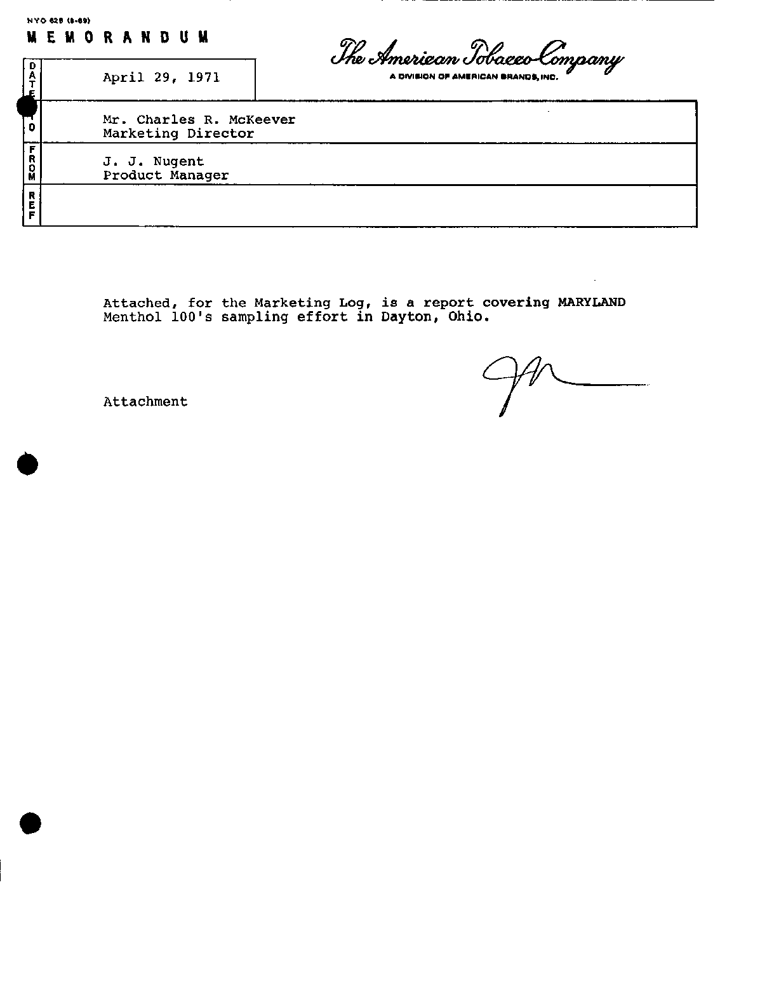 NYO 628 (8-69)
MEMORANDUM
The American Tobacco Company
A DIVISION OF AMERICAN BRANDS, INC.
DATE
April 29, 1971
TO
Mr. Charles R. McKeever
Marketing Director
FROM
J. J. Nugent
Product Manager
REF
Attached, for the Marketing Log, is a report covering MARYLAND
Menthol 100's sampling effort in Dayton, Ohio.
Attachment